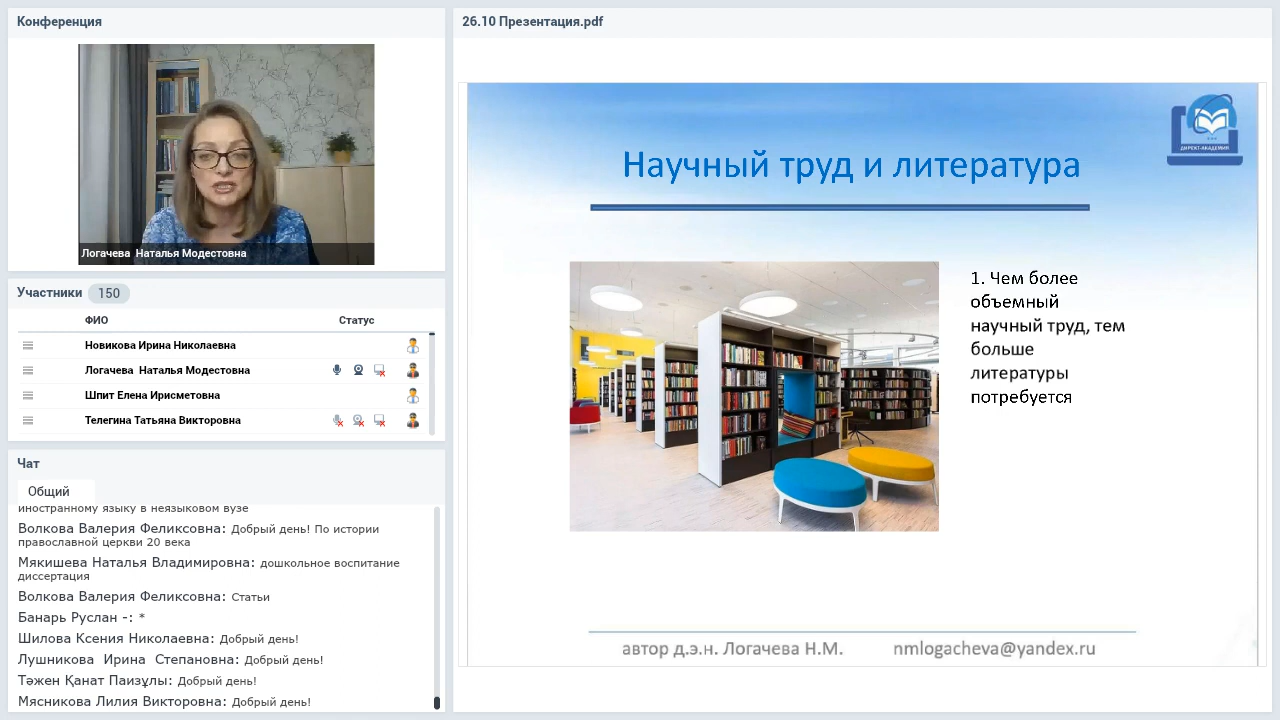 Конференция
Логачева Наталья Модестовна
Участники 150
ФИО Статус
Новикова Ирина Николаевна
Логачева Наталья Модестовна
Шпит Елена Ирисметовна
Телегина Татьяна Викторовна
Чат
Общий
иностранному языку в неязыковом вузе
Волкова Валерия Феликсовна: Добрый день! По истории
православной церкви 20 века
Мякишева Наталья Владимировна: дошкольное воспитание
диссертация
Волкова Валерия Феликсовна: Статьи
Банарь Руслан -: *
Шилова Ксения Николаевна: Добрый день!
Лушникова Ирина Степановна: Добрый день!
Тәжен Қанат Паизұлы: Добрый день!
Мясникова Лилия Викторовна: Добрый день!
26.10 Презентация.pdf
ДИРЕКТ-АКАДЕМИЯ
Научный труд и литература
1. Чем более
объемный
научный труд, тем
больше
литературы
потребуется
автор д.э.н. Логачева Н.М. nmlogacheva@yandex.ru